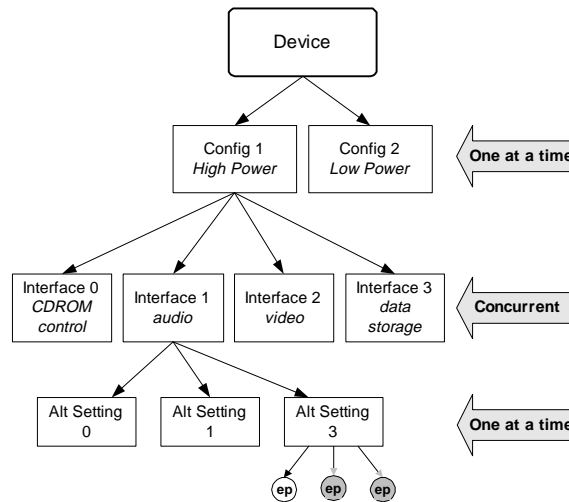 Device
Config 1
High Power
Config 2
Low Power
One at a time
Interface 0
CDROM
control
Interface 1
audio
Interface 2
video
Interface 3
data
storage
Concurrent
Alt Setting
0
Alt Setting
1
Alt Setting
3
One at a time
ep
ep
ep